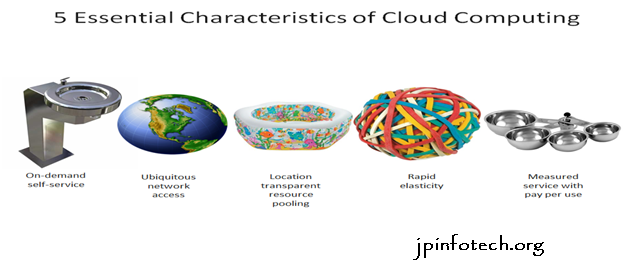 5 Essential Characteristics of Cloud Computing
On-demand
self-service
Ubiquitous
network
access
Location
transparent
resource
pooling
Rapid
elasticity
Measured
service with
pay per use
jpinfotech.org